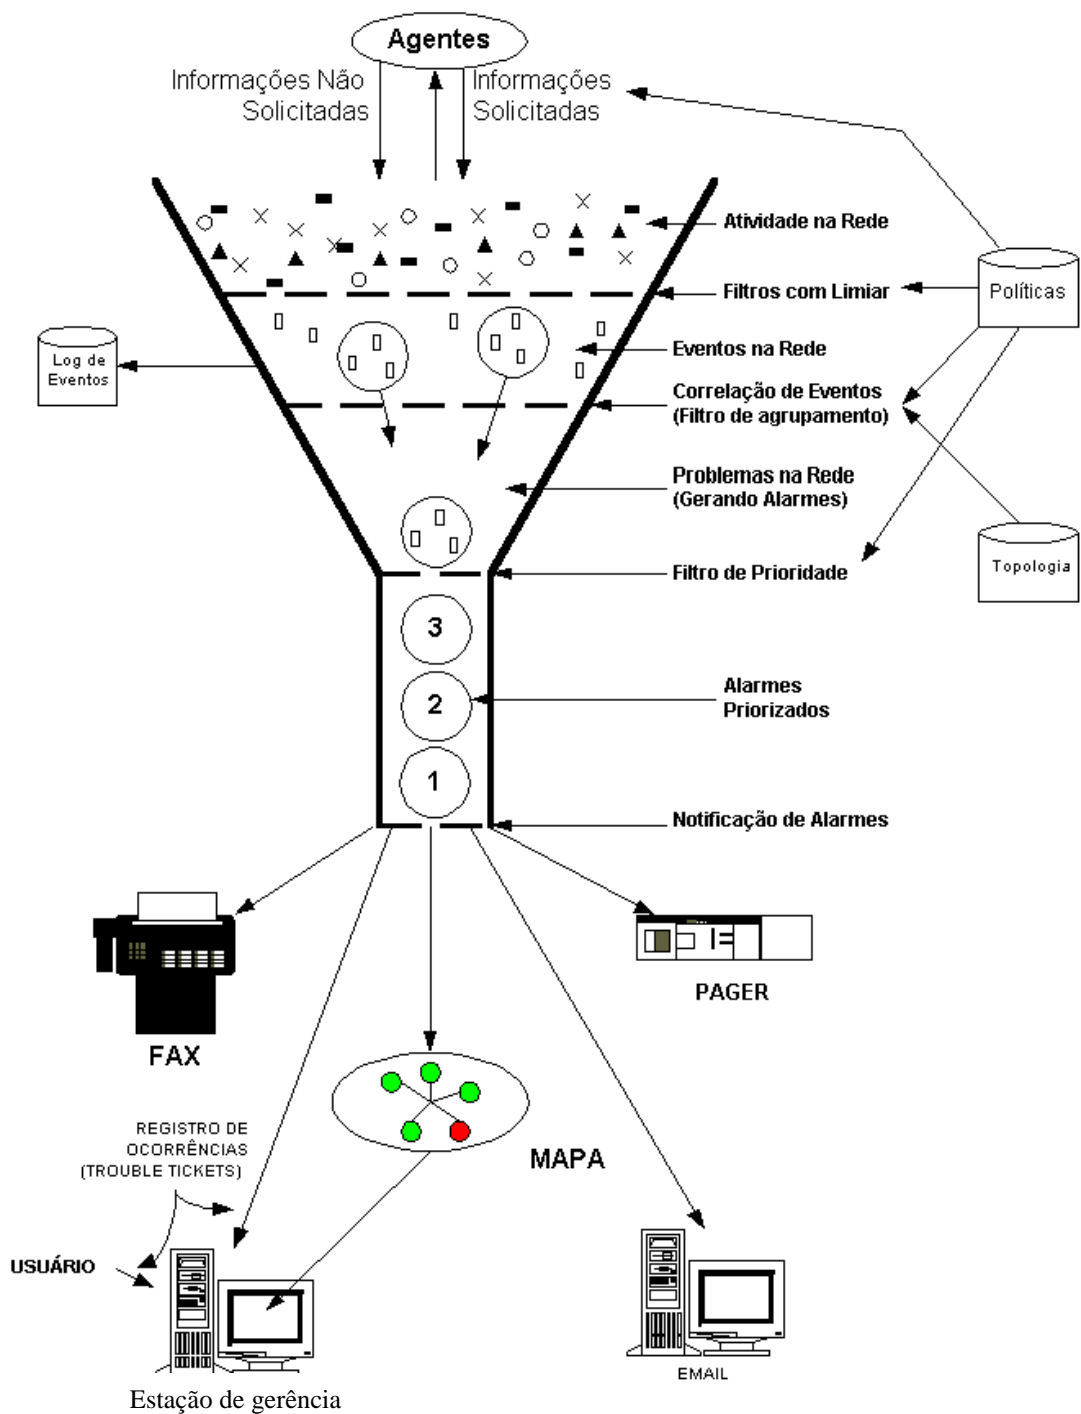 Agentes
Informações Não
Solicitadas
Informações
Solicitadas
Atividade na Rede
Filtros com Limiar
Políticas
Eventos na Rede
Log de
Eventos
Correlação de Eventos
(Filtro de agrupamento)
Problemas na Rede
(Gerando Alarmes)
Filtro de Prioridade
Topologia
3
2
1
Alarmes
Priorizados
Notificação de Alarmes
FAX
PAGER
MAPA
REGISTRO DE
OCORRÊNCIAS
(TROUBLE TICKETS)
USUÁRIO
EMAIL
Estação de gerência